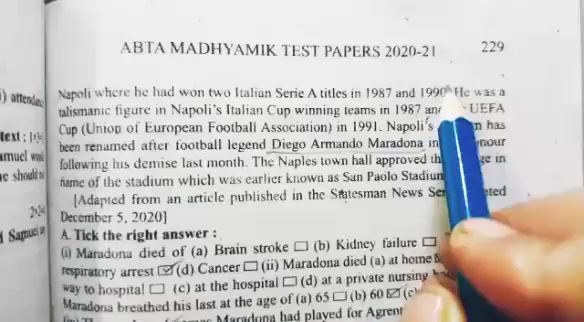 ABTA MADHYAMIK TEST PAPERS 2020-21 229
Napoli where he had won two Italian Serie A titles in 1987 and 1990. He was a
talismanic figure in Napoli's Italian Cup winning teams in 1987 and UEFA
Cup (Union of European Football Association) in 1991. Napoli's has
been renamed after football legend Diego Armando Maradona in
following his demise last month. The Naples town hall approved in
name of the stadium which was earlier known as San Paolo Stadium
[Adapted from an article published in the Statesman News
December 5, 2020]
A. Tick the right answer :
(i) Maradona died of (a) Brain stroke ☐ (b) Kidney failure ☐
respiratory arrest ☑ (d) Cancer ☐ (ii) Maradona died (a) at home
way to hospital ☐ (c) at the hospital ☐ (d) at a private nursing
Maradona breathed his last at the age of (a) 65 ☐ (b) 60 ☑
Maradona had played for